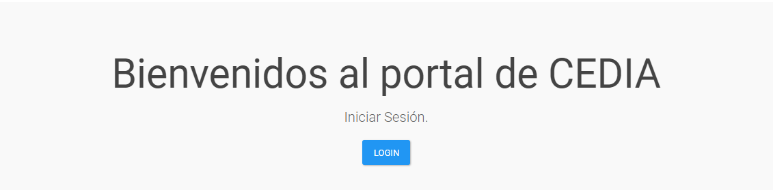 Bienvenidos al portal de CEDIA
Iniciar Sesión.
LOGIN